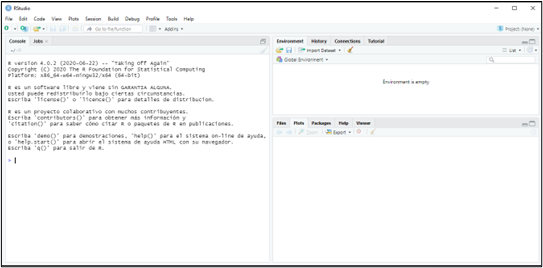 RStudio
File Edit Code View Plots Session Build Debug Profile Tools Help
Go to file/function
Addins
Project: (None)
Console Jobs
R version 4.0.2 (2020-06-22) -- "Taking Off Again"
Copyright (C) 2020 The R Foundation for Statistical Computing
Platform: x86_64-w64-mingw32/x64 (64-bit)
R es un software libre y viene SIN GARANTIA ALGUNA.
Usted puede redistribuirlo bajo ciertas circunstancias.
Escriba 'license()' o 'licence()' para detalles de distribucion.
R es un proyecto colaborativo con muchos contribuyentes.
Escriba 'contributors()' para obtener más información y
'citation()' para saber cómo citar R o paquetes de R en publicaciones.
Escriba 'demo()' para demostraciones, 'help()' para el sistema on-line de ayuda,
o 'help.start()' para abrir el sistema de ayuda HTML con su navegador.
Escriba 'q()' para salir de R.
>
Environment History Connections Tutorial
Import Dataset
List
Global Environment
Environment is empty
Files Plots Packages Help Viewer
Zoom Export